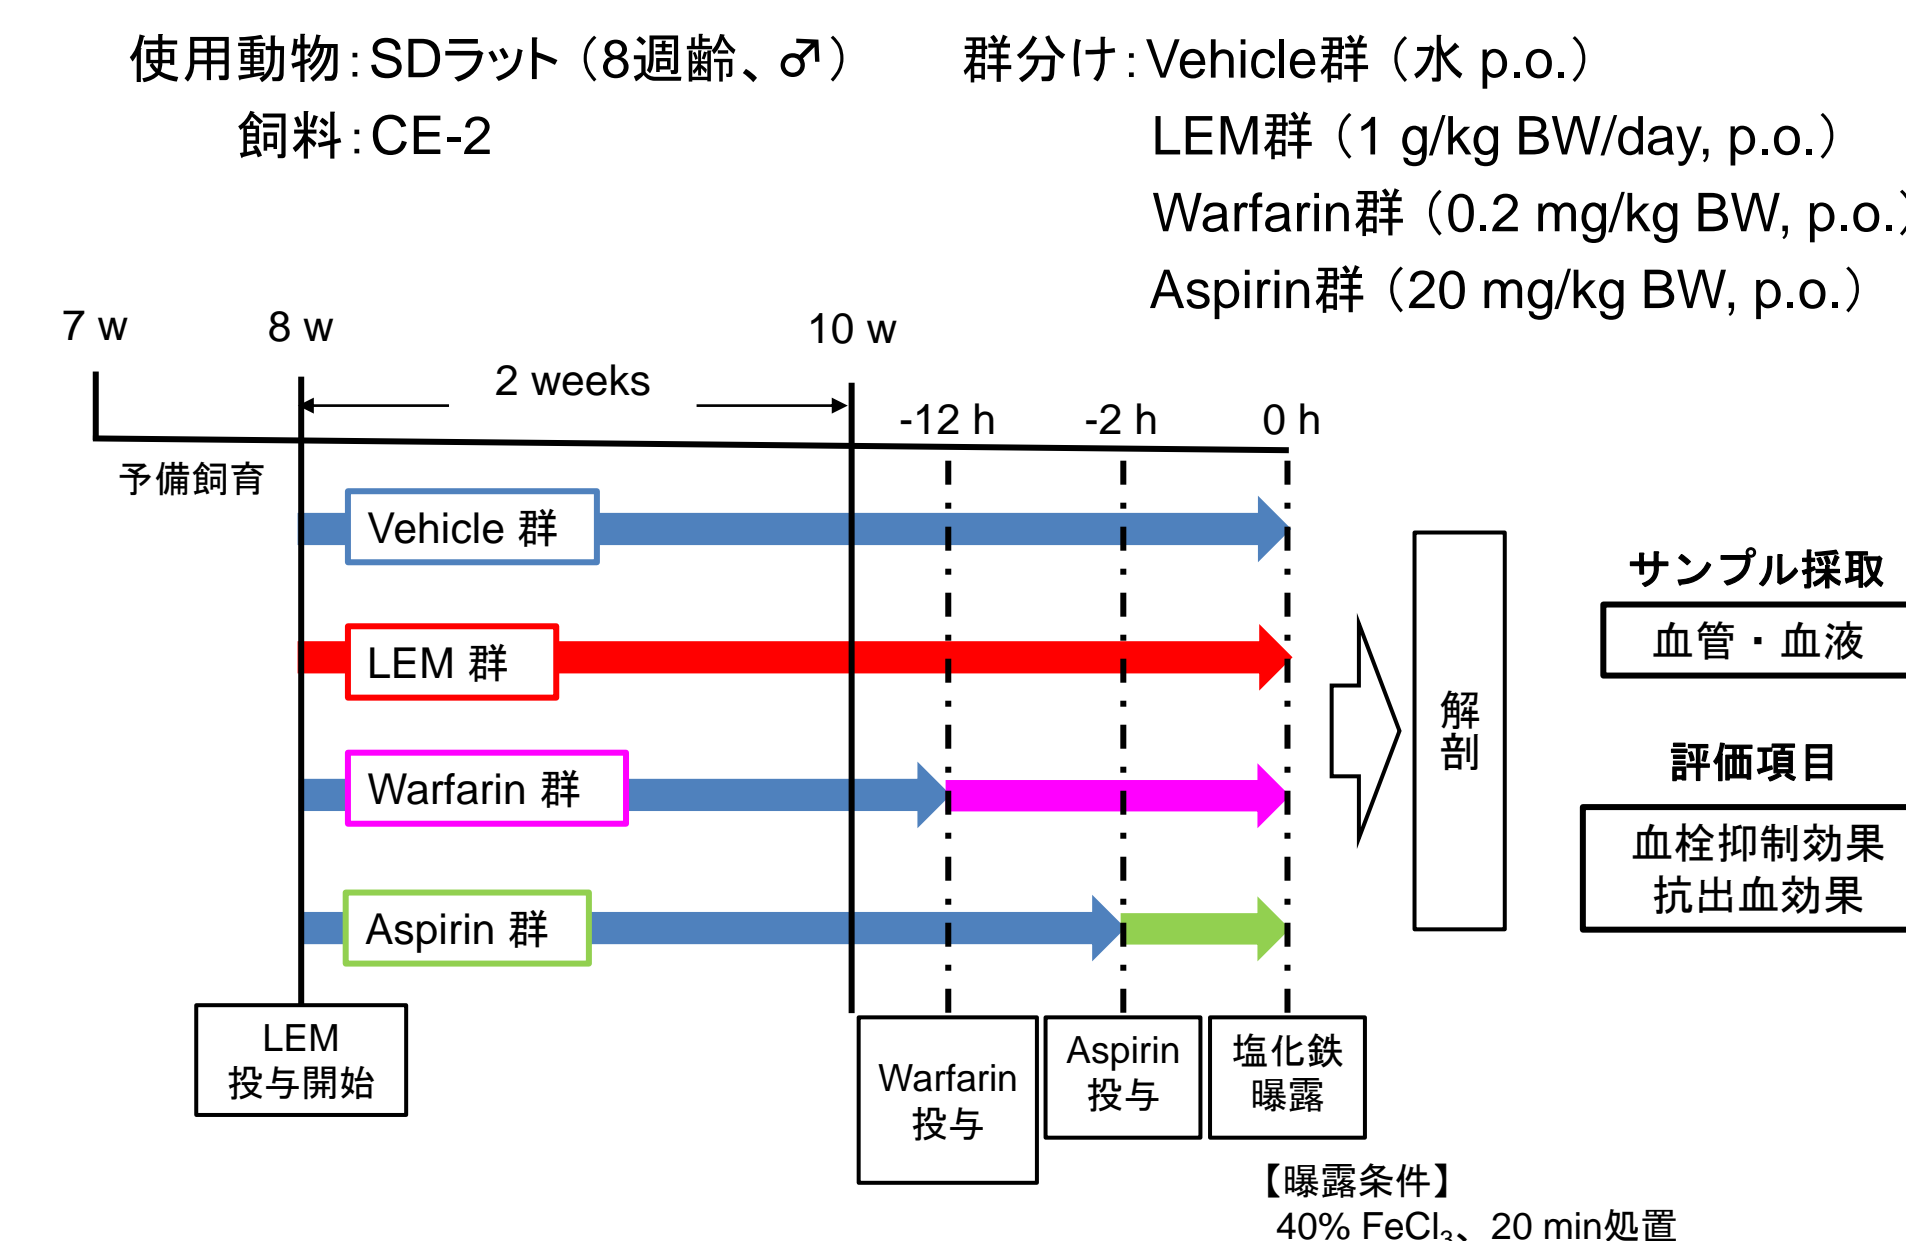 使用動物：SDラット（8週齢、♂）
飼料：CE-2
群分け：Vehicle群（水 p.o.）
LEM群（1 g/kg BW/day, p.o.）
Warfarin群（0.2 mg/kg BW, p.o.）
Aspirin群（20 mg/kg BW, p.o.）
7 w
8 w
10 w
2 weeks
-12 h
-2 h
0 h
予備飼育
Vehicle 群
LEM 群
Warfarin 群
Aspirin 群
LEM
投与開始
Warfarin
投与
Aspirin
投与
塩化鉄
曝露
【曝露条件】
40% FeCl₃、20 min処置
解剖
サンプル採取
血管・血液
評価項目
血栓抑制効果
抗出血効果